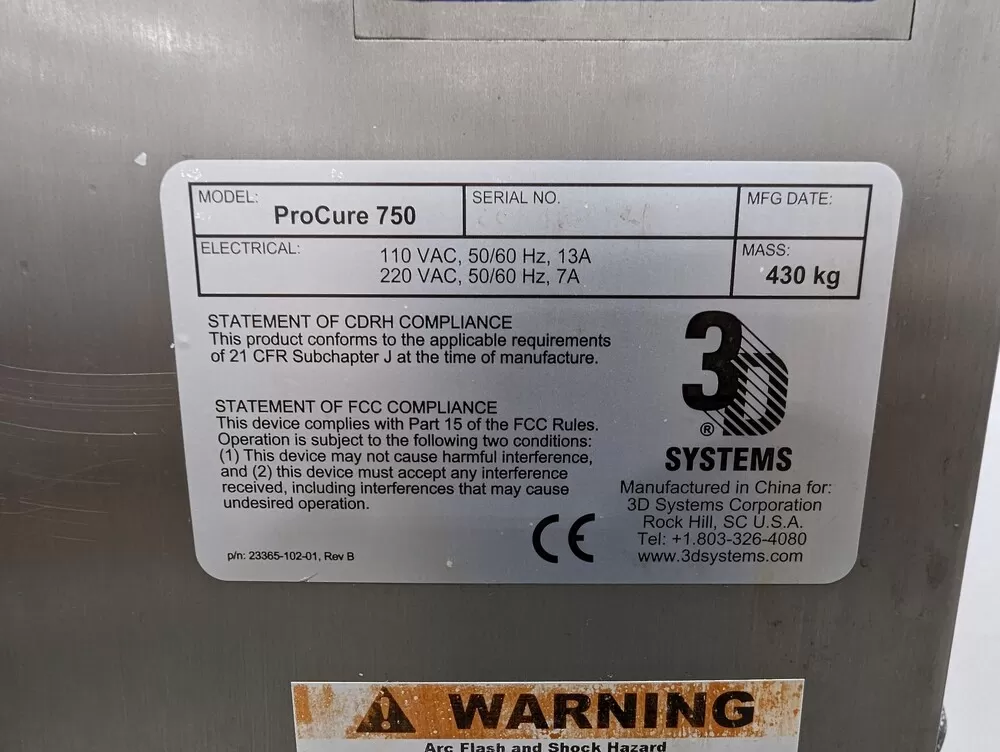 MODEL:
ProCure 750
SERIAL NO.
MFG DATE:
ELECTRICAL:
110 VAC, 50/60 Hz, 13A
220 VAC, 50/60 Hz, 7A
MASS:
430 kg
STATEMENT OF CDRH COMPLIANCE
This product conforms to the applicable requirements
of 21 CFR Subchapter J at the time of manufacture.
STATEMENT OF FCC COMPLIANCE
This device complies with Part 15 of the FCC Rules.
Operation is subject to the following two conditions:
(1) This device may not cause harmful interference,
and (2) this device must accept any interference
received, including interferences that may cause
undesired operation.
p/n: 23365-102-01, Rev B
CE
3D
®
SYSTEMS
Manufactured in China for:
3D Systems Corporation
Rock Hill, SC U.S.A.
Tel: +1.803-326-4080
www.3dsystems.com
WARNING
Arc Flash and Shock Hazard